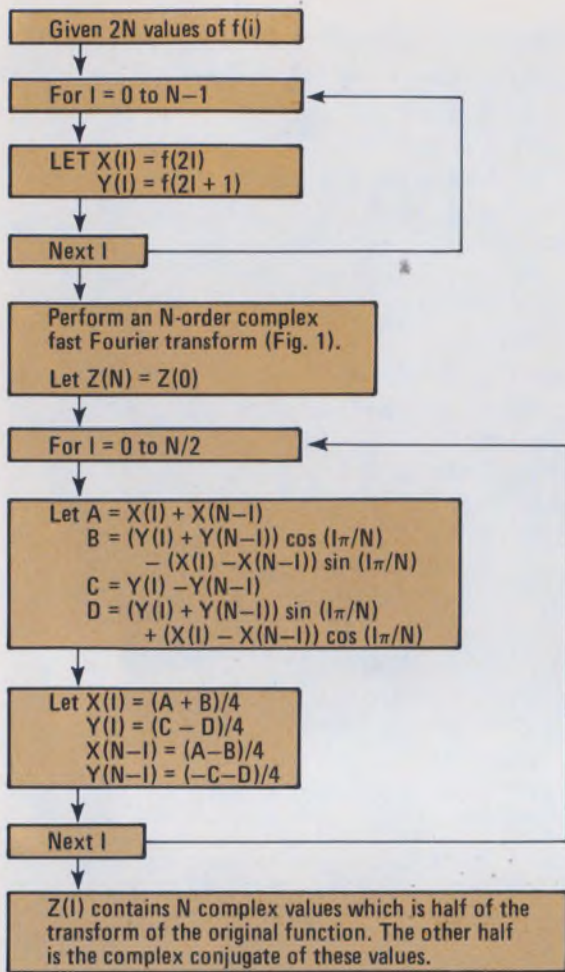 Given 2N values of f(i)
For I = 0 to N−1
LET X(I) = f(2I)
Y(I) = f(2I + 1)
Next I
Perform an N-order complex
fast Fourier transform (Fig. 1).
Let Z(N) = Z(0)
For I = 0 to N/2
Let A = X(I) + X(N−I)
B = (Y(I) + Y(N−I)) cos (Iπ/N)
− (X(I) −X(N−I)) sin (Iπ/N)
C = Y(I) −Y(N−I)
D = (Y(I) + Y(N−I)) sin (Iπ/N)
+ (X(I) − X(N−I)) cos (Iπ/N)
Let X(I) = (A + B)/4
Y(I) = (C − D)/4
X(N−I) = (A−B)/4
Y(N−I) = (−C−D)/4
Next I
Z(I) contains N complex values which is half of the
transform of the original function. The other half
is the complex conjugate of these values.